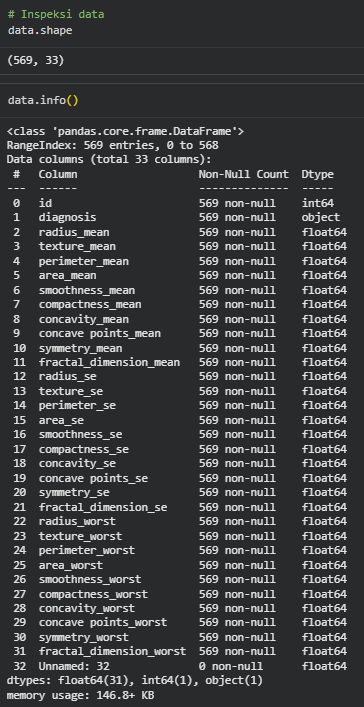 # Inspeksi data
data.shape
(569, 33)
data.info()
<class 'pandas.core.frame.DataFrame'>
RangeIndex: 569 entries, 0 to 568
Data columns (total 33 columns):
 #   Column                   Non-Null Count  Dtype
---  ------                   --------------  -----
 0   id                       569 non-null    int64
 1   diagnosis                569 non-null    object
 2   radius_mean              569 non-null    float64
 3   texture_mean             569 non-null    float64
 4   perimeter_mean           569 non-null    float64
 5   area_mean                569 non-null    float64
 6   smoothness_mean          569 non-null    float64
 7   compactness_mean         569 non-null    float64
 8   concavity_mean           569 non-null    float64
 9   concave points_mean      569 non-null    float64
 10  symmetry_mean            569 non-null    float64
 11  fractal_dimension_mean   569 non-null    float64
 12  radius_se                569 non-null    float64
 13  texture_se               569 non-null    float64
 14  perimeter_se             569 non-null    float64
 15  area_se                  569 non-null    float64
 16  smoothness_se            569 non-null    float64
 17  compactness_se           569 non-null    float64
 18  concavity_se             569 non-null    float64
 19  concave points_se        569 non-null    float64
 20  symmetry_se              569 non-null    float64
 21  fractal_dimension_se     569 non-null    float64
 22  radius_worst             569 non-null    float64
 23  texture_worst            569 non-null    float64
 24  perimeter_worst          569 non-null    float64
 25  area_worst               569 non-null    float64
 26  smoothness_worst         569 non-null    float64
 27  compactness_worst        569 non-null    float64
 28  concavity_worst          569 non-null    float64
 29  concave points_worst     569 non-null    float64
 30  symmetry_worst           569 non-null    float64
 31  fractal_dimension_worst  569 non-null    float64
 32  Unnamed: 32              0 non-null      float64
dtypes: float64(31), int64(1), object(1)
memory usage: 146.8+ KB